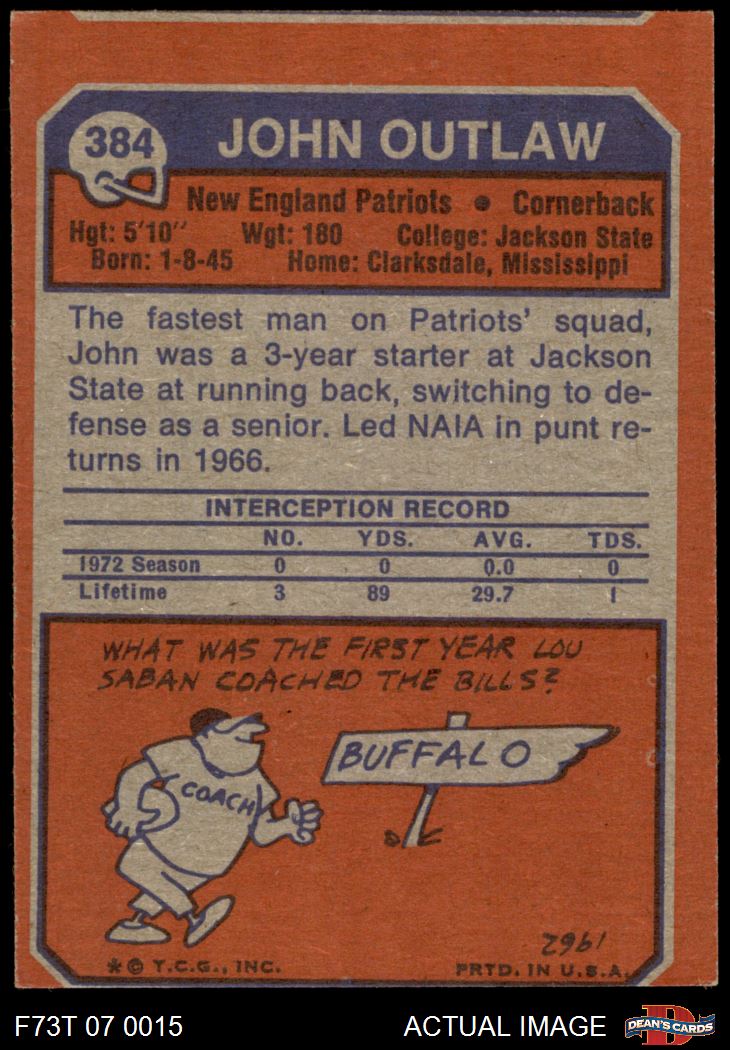 384
JOHN OUTLAW
New England Patriots • Cornerback
Hgt: 5'10" Wgt: 180 College: Jackson State
Born: 1-8-45 Home: Clarksdale, Mississippi
The fastest man on Patriots' squad,
John was a 3-year starter at Jackson
State at running back, switching to de-
fense as a senior. Led NAIA in punt re-
turns in 1966.
INTERCEPTION RECORD
NO. YDS. AVG. TDS.
1972 Season 0 0 0.0 0
Lifetime 3 89 29.7 1
WHAT WAS THE FIRST YEAR LOU
SABAN COACHED THE BILLS?
COACH
BUFFALO
1962
*© T.C.G., INC. PRTD. IN U.S.A.
F73T 07 0015 ACTUAL IMAGE
D
DEAN'S CARDS